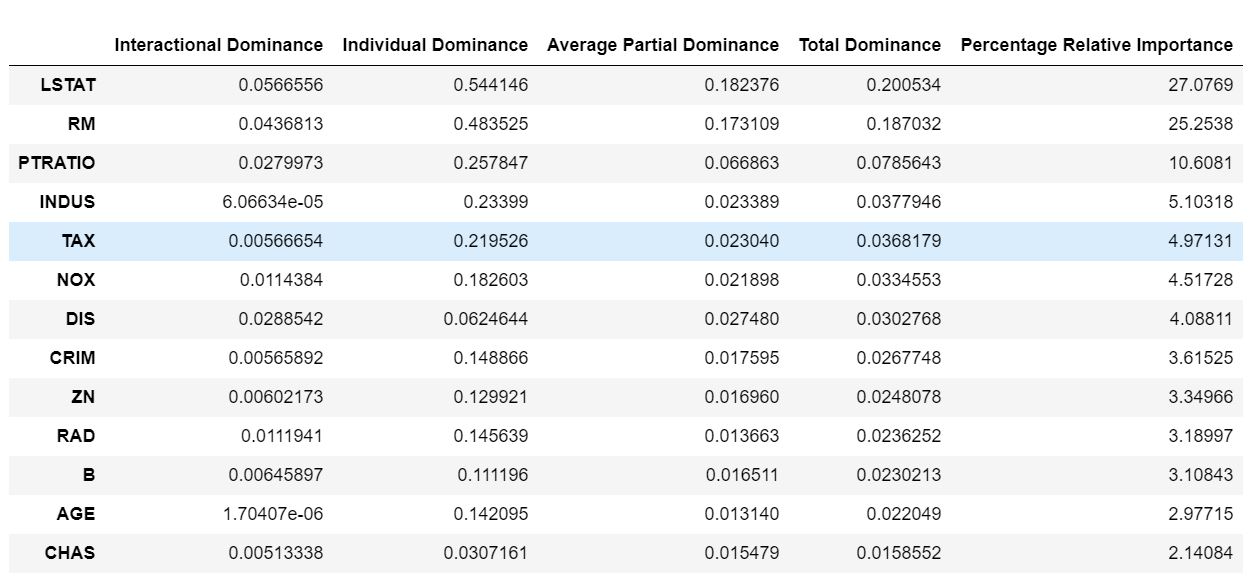 Interactional Dominance Individual Dominance Average Partial Dominance Total Dominance Percentage Relative Importance
LSTAT 0.0566556 0.544146 0.182376 0.200534 27.0769
RM 0.0436813 0.483525 0.173109 0.187032 25.2538
PTRATIO 0.0279973 0.257847 0.066863 0.0785643 10.6081
INDUS 6.06634e-05 0.23399 0.023389 0.0377946 5.10318
TAX 0.00566654 0.219526 0.023040 0.0368179 4.97131
NOX 0.0114384 0.182603 0.021898 0.0334553 4.51728
DIS 0.0288542 0.0624644 0.027480 0.0302768 4.08811
CRIM 0.00565892 0.148866 0.017595 0.0267748 3.61525
ZN 0.00602173 0.129921 0.016960 0.0248078 3.34966
RAD 0.0111941 0.145639 0.013663 0.0236252 3.18997
B 0.00645897 0.111196 0.016511 0.0230213 3.10843
AGE 1.70407e-06 0.142095 0.013140 0.022049 2.97715
CHAS 0.00513338 0.0307161 0.015479 0.0158552 2.14084